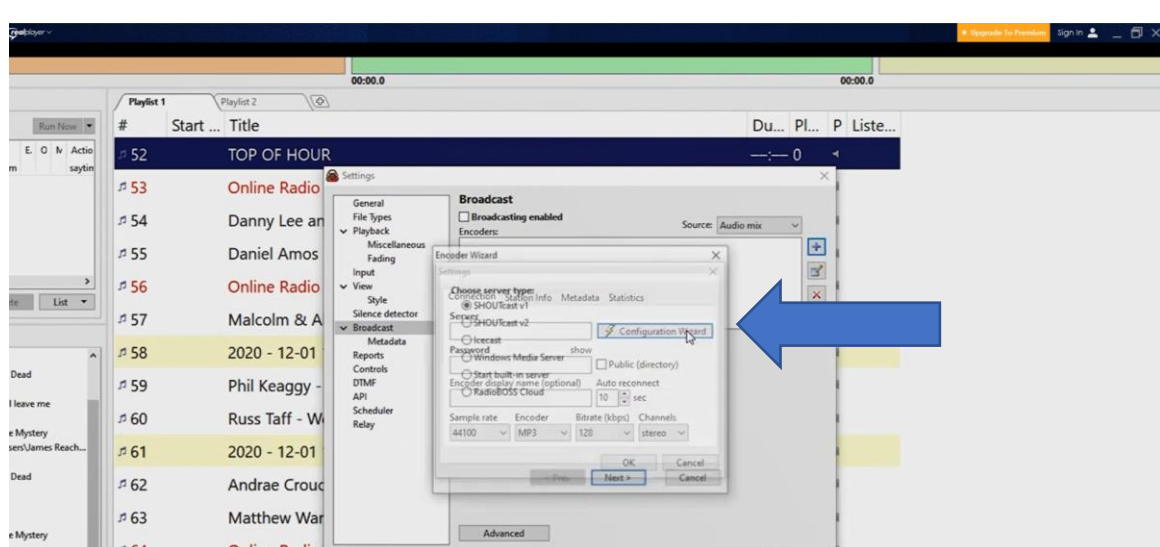 realplayer
Upgrade To Premium Sign In
00:00.0 00:00.0
Playlist 1 Playlist 2
Run Now
# Start ... Title Du... Pl... P Liste...
E. O Actio
saytin
52 TOP OF HOUR 0
53 Online Radio
54 Danny Lee an
55 Daniel Amos
56 Online Radio
List
57 Malcolm & A
58 2020 - 12-01
Dead
59 Phil Keaggy -
I leave me
60 Russ Taff - W
e Mystery
sers\James Reach...
61 2020 - 12-01
Dead
62 Andrae Crouc
63 Matthew War
e Mystery
Settings
General
File Types
Playback
Miscellaneous
Fading
Input
View
Style
Silence detector
Broadcast
Metadata
Reports
Controls
DTMF
API
Scheduler
Relay
Broadcast
Broadcasting enabled
Source: Audio mix
Encoders:
Encoder Wizard
Settings
Choose server type:
Connection Station Info Metadata Statistics
SHOUTcast v1
Server
SHOUTcast v2
Configuration Wizard
Icecast
Password show
Windows Media Server
Public (directory)
Start built-in server
Encoder display name (optional) Auto reconnect
RadioBOSS Cloud
10 sec
Sample rate Encoder Bitrate (kbps) Channels
44100 MP3 128 stereo
OK Cancel
< Prev Next > Cancel
Advanced